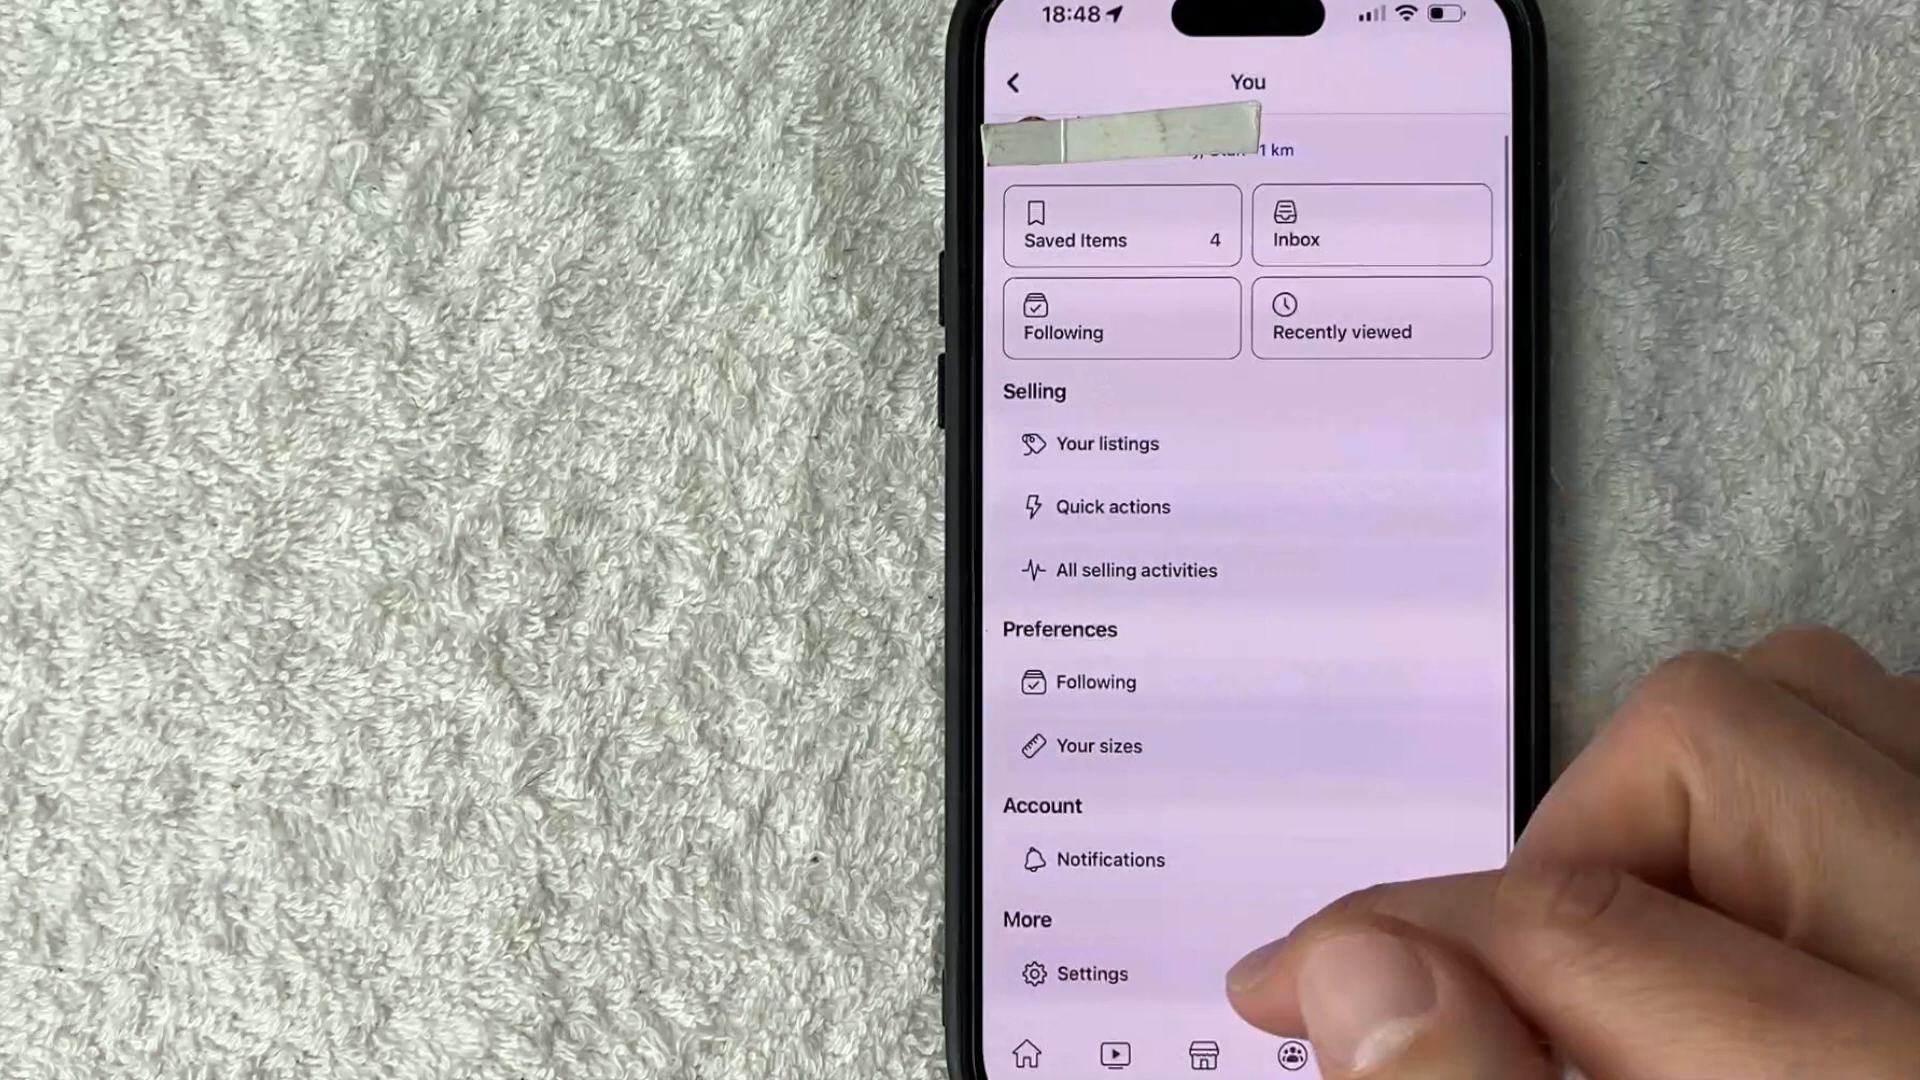 18:48
You
1 km
Saved Items 4
Inbox
Following
Recently viewed
Selling
Your listings
Quick actions
All selling activities
Preferences
Following
Your sizes
Account
Notifications
More
Settings